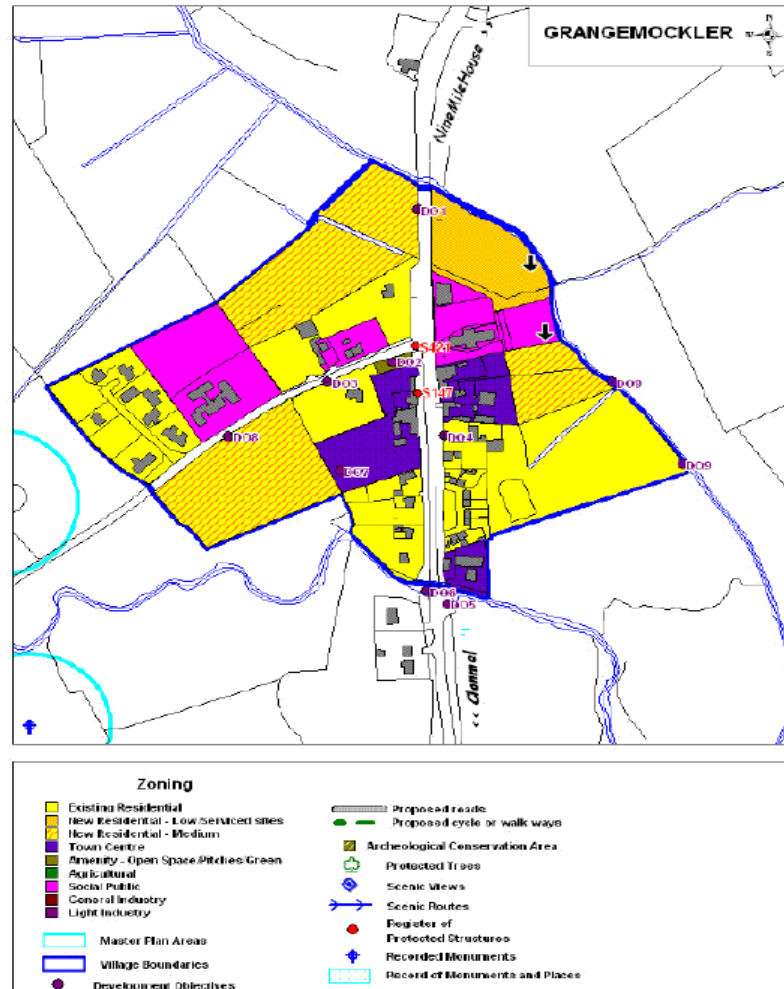 GRANGEMOCKLER
N
NineMileHouse >>
DO1
S421
DO2
DO3
S147
DO9
DO8
DO4
DO7
DO9
DO6
DO5
<< Clonmel
Zoning
Existing Residential
New Residential - Low/Serviced sites
New Residential - Medium
Town Centre
Amenity - Open Space/Pitches/Green
Agricultural
Social Public
General Industry
Light Industry
Master Plan Areas
Village Boundaries
Development Objectives
Proposed roads
Proposed cycle or walk ways
Archeological Conservation Area
Protected Trees
Scenic Views
Scenic Routes
Register of
Protected Structures
Recorded Monuments
Record of Monuments and Places